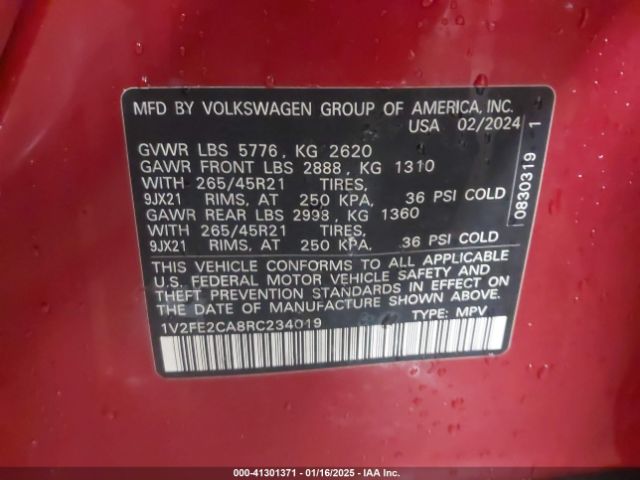 MFD BY VOLKSWAGEN GROUP OF AMERICA, INC.
USA 02/2024
GVWR LBS 5776, KG 2620
GAWR FRONT LBS 2888, KG 1310
WITH 265/45R21 TIRES,
9JX21 RIMS, AT 250 KPA, 36 PSI COLD
GAWR REAR LBS 2998, KG 1360
WITH 265/45R21 TIRES,
9JX21 RIMS, AT 250 KPA, 36 PSI COLD
THIS VEHICLE CONFORMS TO ALL APPLICABLE
U.S. FEDERAL MOTOR VEHICLE SAFETY AND
THEFT PREVENTION STANDARDS IN EFFECT ON
THE DATE OF MANUFACTURE SHOWN ABOVE.
1V2FE2CA8RC234019 TYPE: MPV
0830319 1
000-41301371 - 01/16/2025 - IAA Inc.